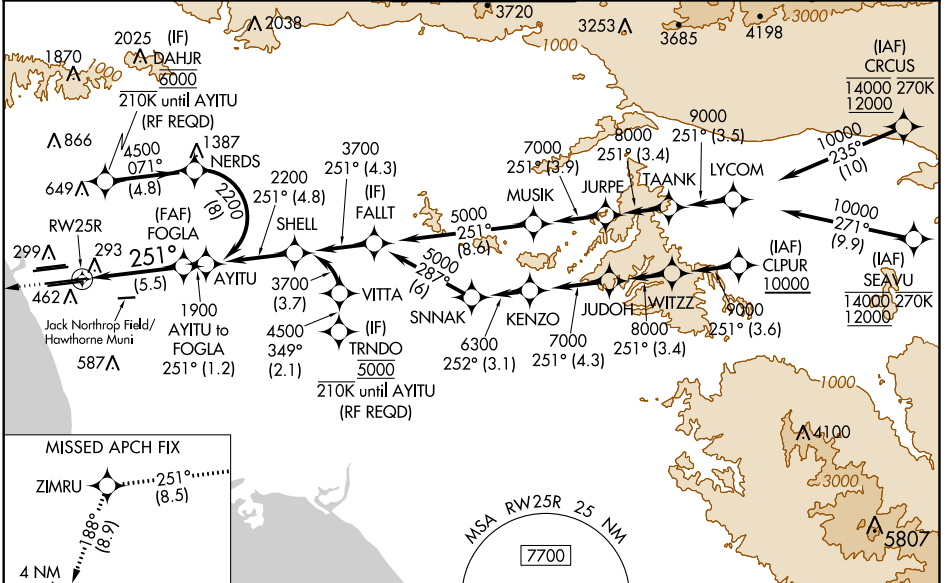 3720
2038
3253
3685
4198
3000
1000
2025
(IF)
DAHJR
6000
210K until AYITU
(RF REQD)
1870
1000
(IAF)
CRCUS
14000 270K
12000
866
1387
NERDS
4500
071°
(4.8)
649
2200
(8)
3700
251° (4.3)
2200
251° (4.8)
(IF)
FALLT
7000
251° (3.9)
8000
251° (3.4)
9000
251° (3.5)
10000
235°
(10)
MUSIK
JURPE
TAANK
LYCOM
RW25R
(FAF)
FOGLA
SHELL
299
293
251°
(5.5)
AYITU
5000
251°
(8.6)
10000
271°
(9.9)
(IAF)
SEAVU
14000 270K
12000
(IAF)
CLPUR
10000
462
1900
AYITU to
FOGLA
251° (1.2)
3700
(3.7)
VITTA
5000
287°
(6)
SNNAK
KENZO
JUDOH
WITZZ
Jack Northrop Field/
Hawthorne Muni
587
4500
349°
(2.1)
(IF)
TRNDO
5000
210K until AYITU
(RF REQD)
6300
252° (3.1)
7000
251° (4.3)
8000
251° (3.4)
9000
251° (3.6)
1000
4100
3000
5807
MISSED APCH FIX
ZIMRU
251°
(8.5)
188°
(8.9)
4 NM
MSA RW25R 25 NM
7700